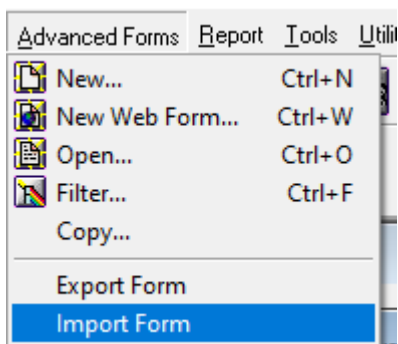 Advanced Forms Report Tools
New... Ctrl+N
New Web Form... Ctrl+W
Open... Ctrl+O
Filter... Ctrl+F
Copy...
Export Form
Import Form